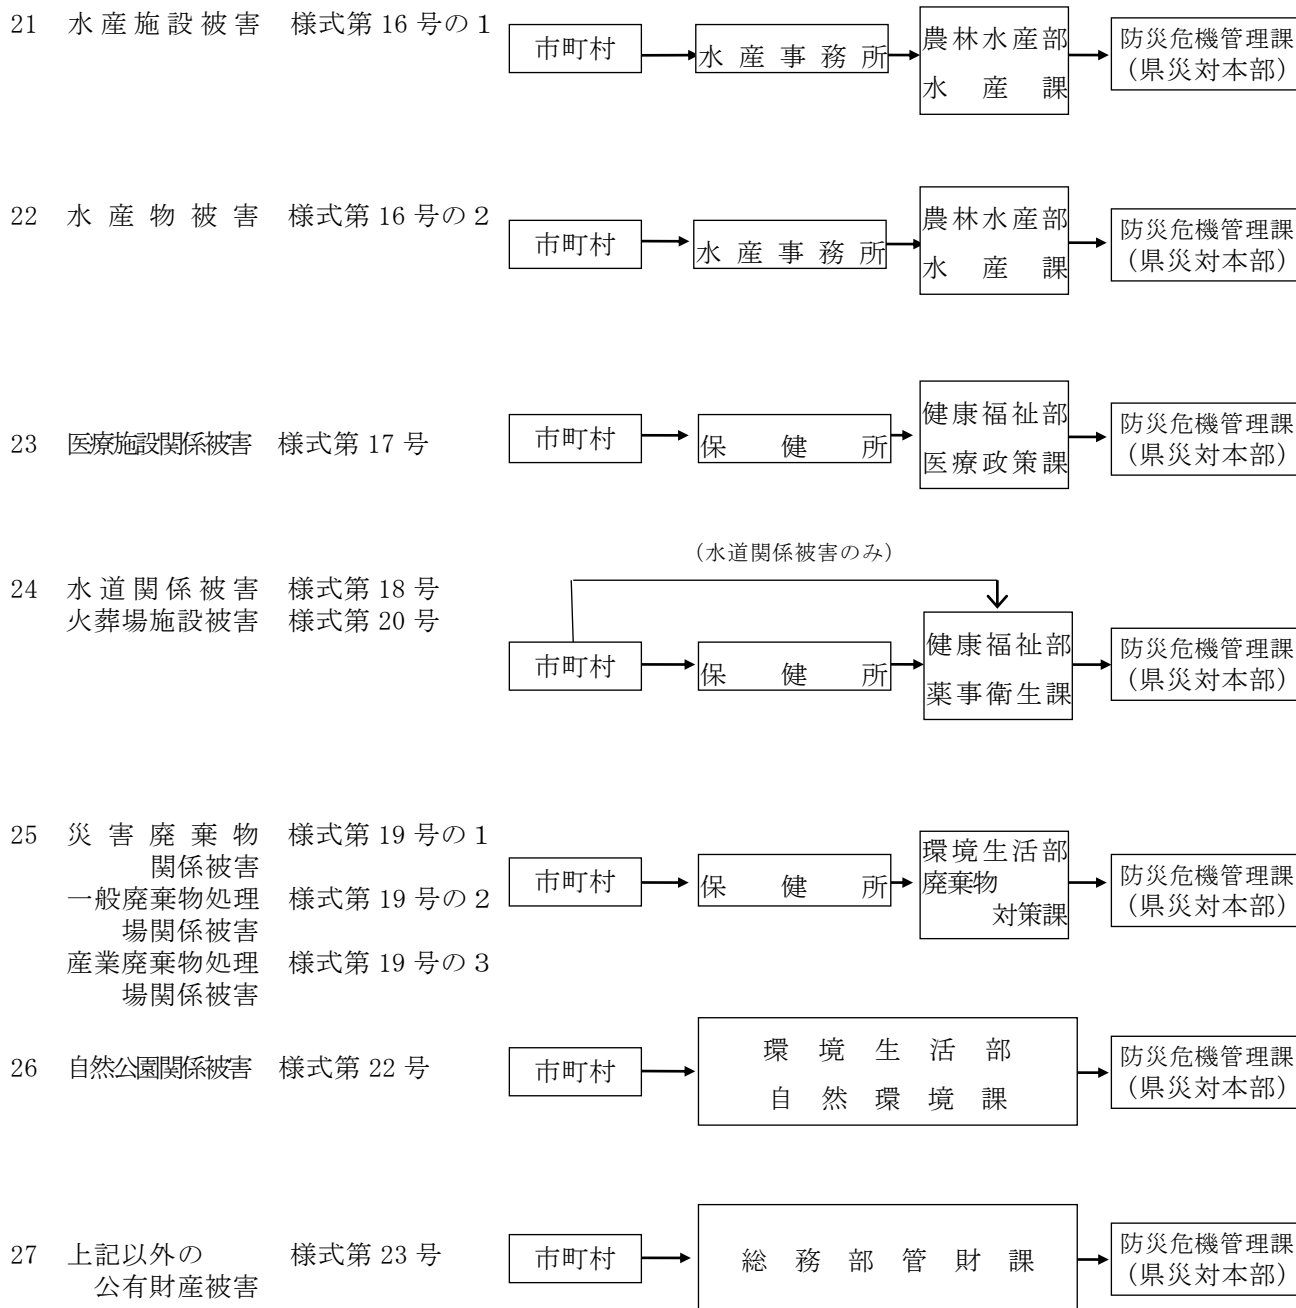 21 水産施設被害 様式第16号の1
市町村
水産事務所
農林水産部
水産課
防災危機管理課
（県災対本部）
22 水産物被害 様式第16号の2
市町村
水産事務所
農林水産部
水産課
防災危機管理課
（県災対本部）
23 医療施設関係被害 様式第17号
市町村
保健所
健康福祉部
医療政策課
防災危機管理課
（県災対本部）
（水道関係被害のみ）
24 水道関係被害 様式第18号
火葬場施設被害 様式第20号
市町村
保健所
健康福祉部
薬事衛生課
防災危機管理課
（県災対本部）
25 災害廃棄物 様式第19号の1
関係被害
一般廃棄物処理 様式第19号の2
場関係被害
産業廃棄物処理 様式第19号の3
場関係被害
市町村
保健所
環境生活部
廃棄物
対策課
防災危機管理課
（県災対本部）
26 自然公園関係被害 様式第22号
市町村
環境生活部
自然環境課
防災危機管理課
（県災対本部）
27 上記以外の 様式第23号
公有財産被害
市町村
総務部管財課
防災危機管理課
（県災対本部）